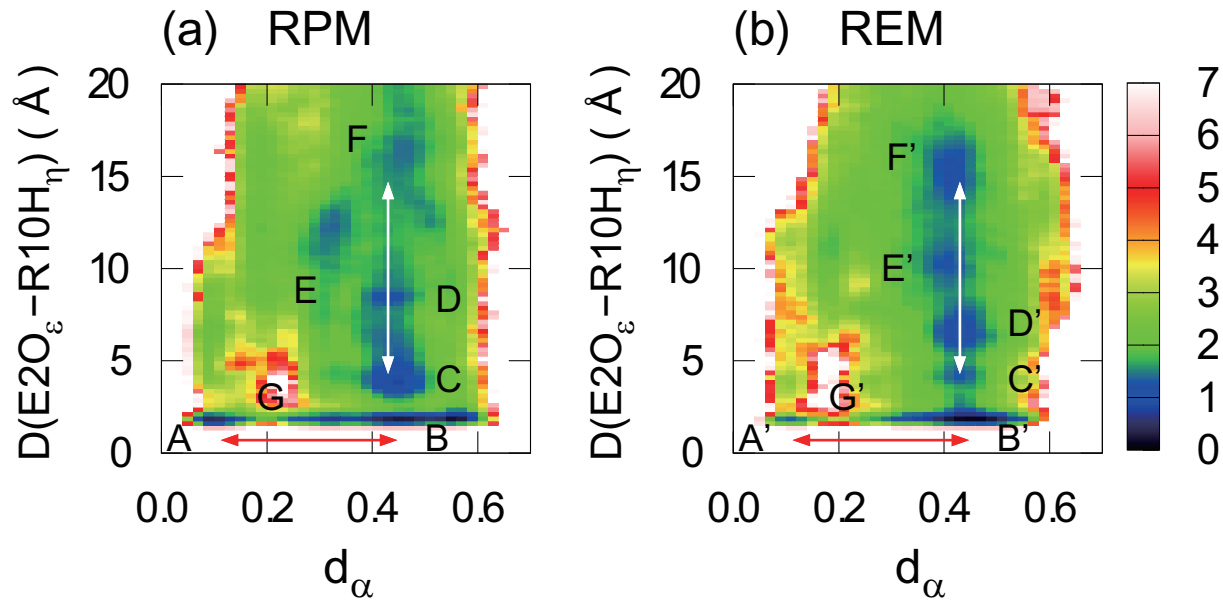 (a) RPM
(b) REM
D(E2Oε−R10Hη) ( Å )
20
15
10
5
0
F
E
D
C
G
A
B
0.0 0.2 0.4 0.6
dα
D(E2Oε−R10Hη) ( Å )
20
15
10
5
0
F’
E’
D’
C’
G’
A’
B’
0.0 0.2 0.4 0.6
dα
7
6
5
4
3
2
1
0